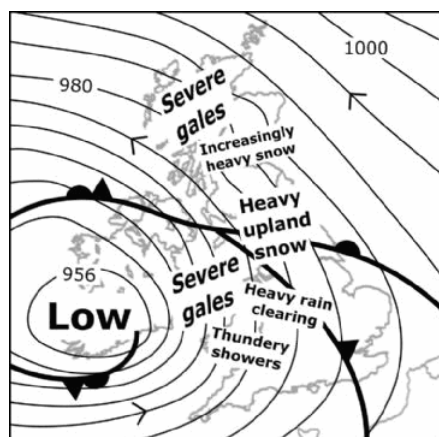 1000
980
Severe
gales
Increasingly
heavy snow
Heavy
upland
snow
956
Low
Severe
gales
Heavy rain
clearing
Thundery
showers